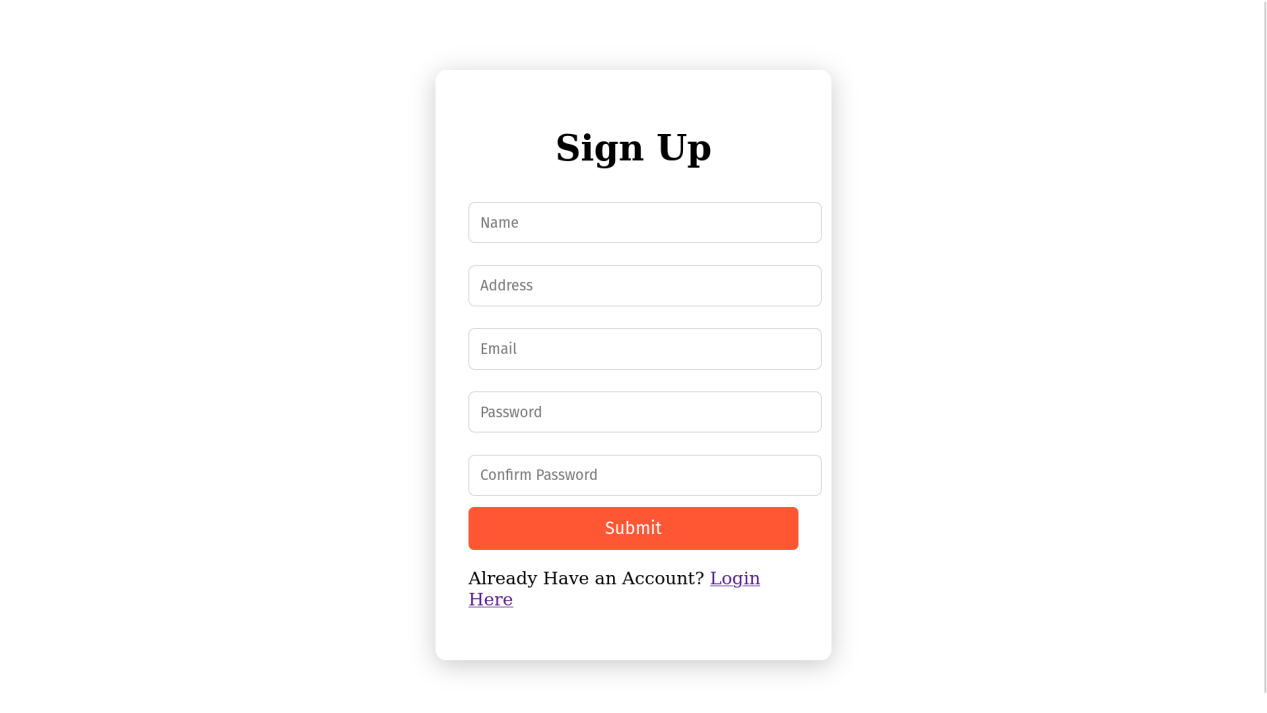 Sign Up
Name
Address
Email
Password
Confirm Password
Submit
Already Have an Account? Login
Here